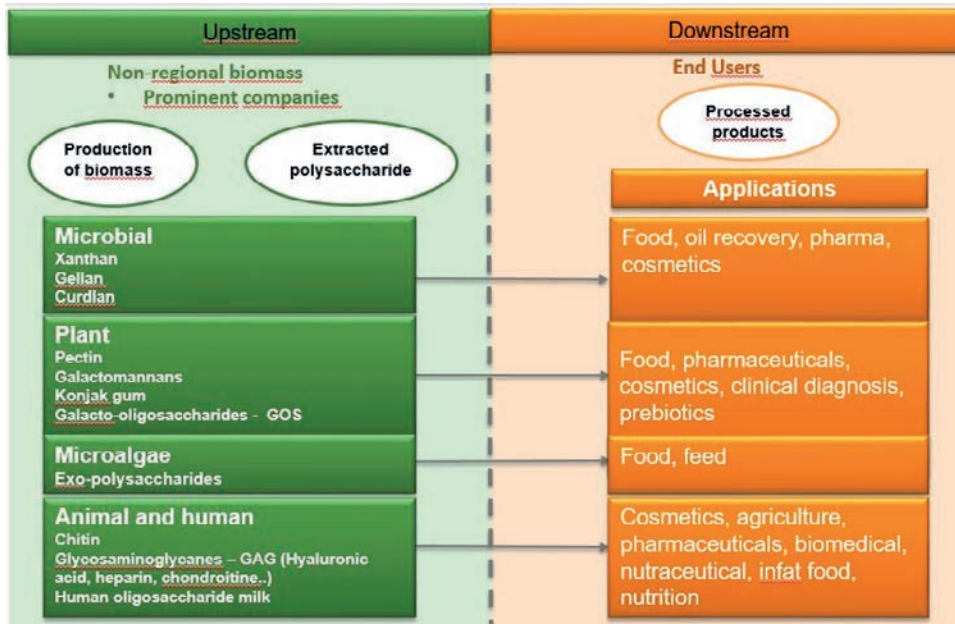 Upstream
Downstream
Non-regional biomass
• Prominent companies
End Users
Production
of biomass
Extracted
polysaccharide
Processed
products
Applications
Microbial
Xanthan
Gellan
Curdlan
Food, oil recovery, pharma,
cosmetics
Plant
Pectin
Galactomannans
Konjak gum
Galacto-oligosaccharides - GOS
Food, pharmaceuticals,
cosmetics, clinical diagnosis,
prebiotics
Microalgae
Exo-polysaccharides
Food, feed
Animal and human
Chitin
Glycosaminoglycanes – GAG (Hyaluronic
acid, heparin, chondroitine..)
Human oligosaccharide milk
Cosmetics, agriculture,
pharmaceuticals, biomedical,
nutraceutical, infat food,
nutrition